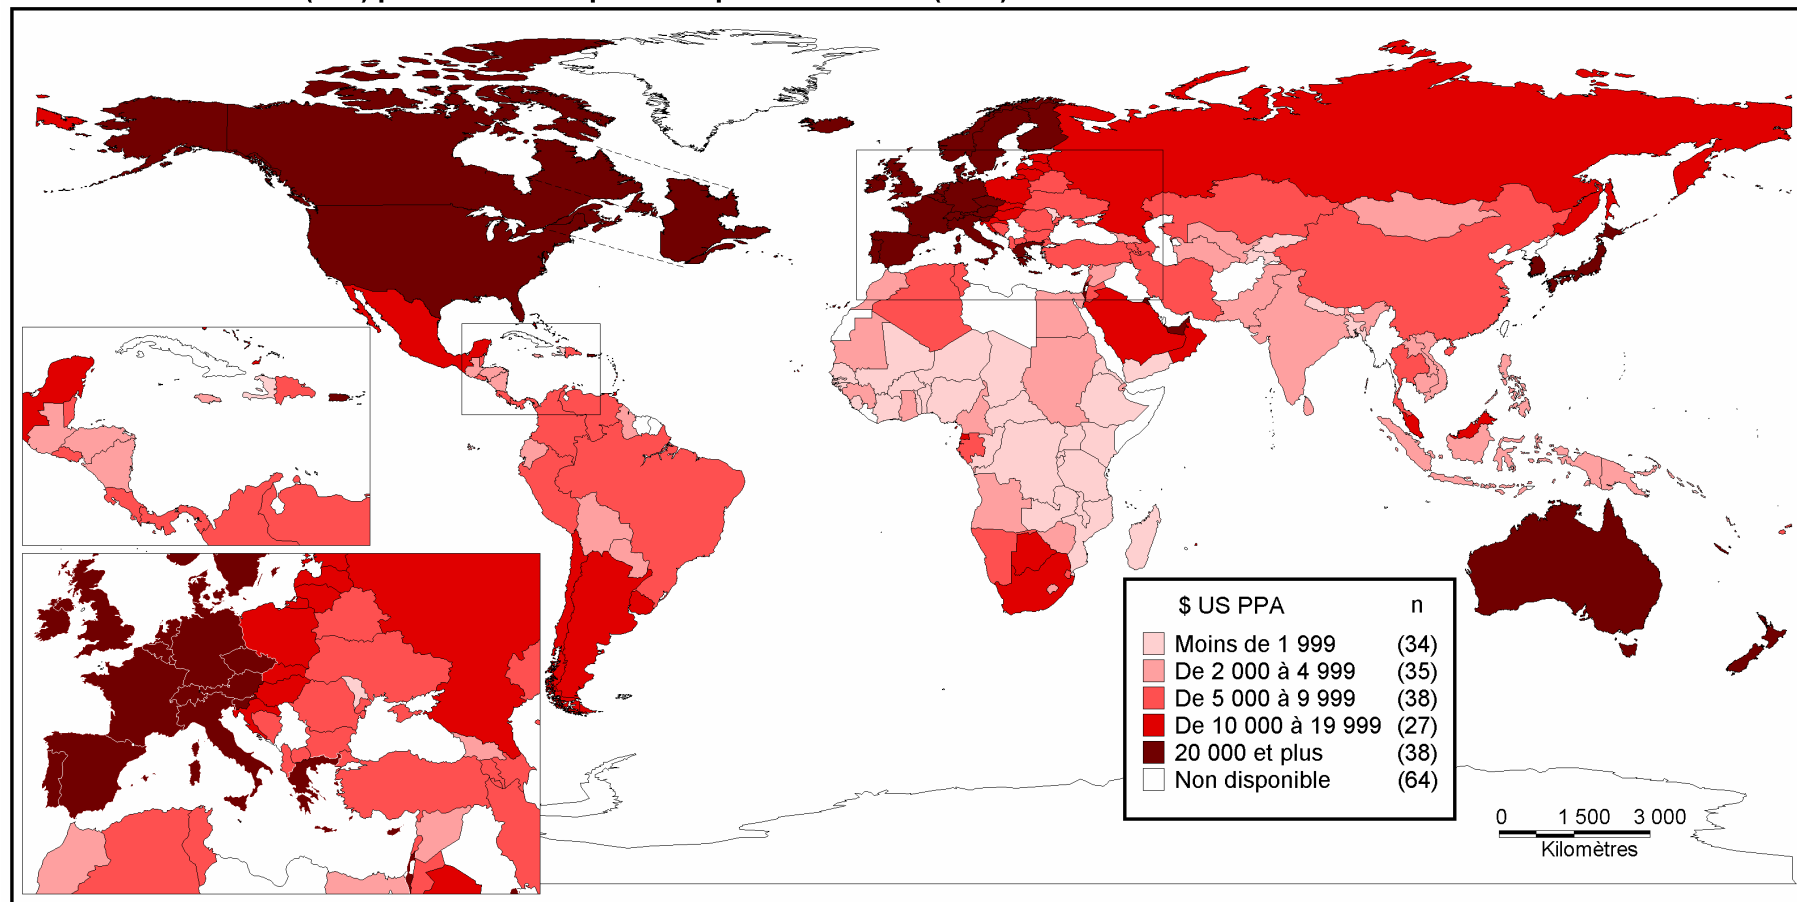 $ US PPA n
Moins de 1 999 (34)
De 2 000 à 4 999 (35)
De 5 000 à 9 999 (38)
De 10 000 à 19 999 (27)
20 000 et plus (38)
Non disponible (64)
0 1 500 3 000
Kilomètres